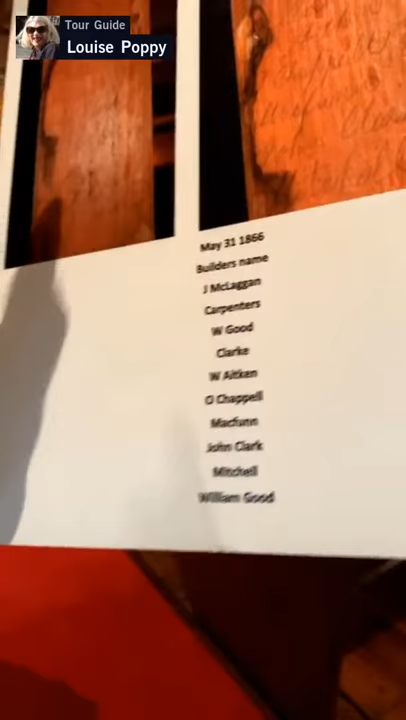 Tour Guide
Louise Poppy
May 31 1866
Builders name
J McLaggan
Carpenters
W Good
Clarke
W Aitken
O Chappell
Macfunn
John Clark
Mitchell
William Good